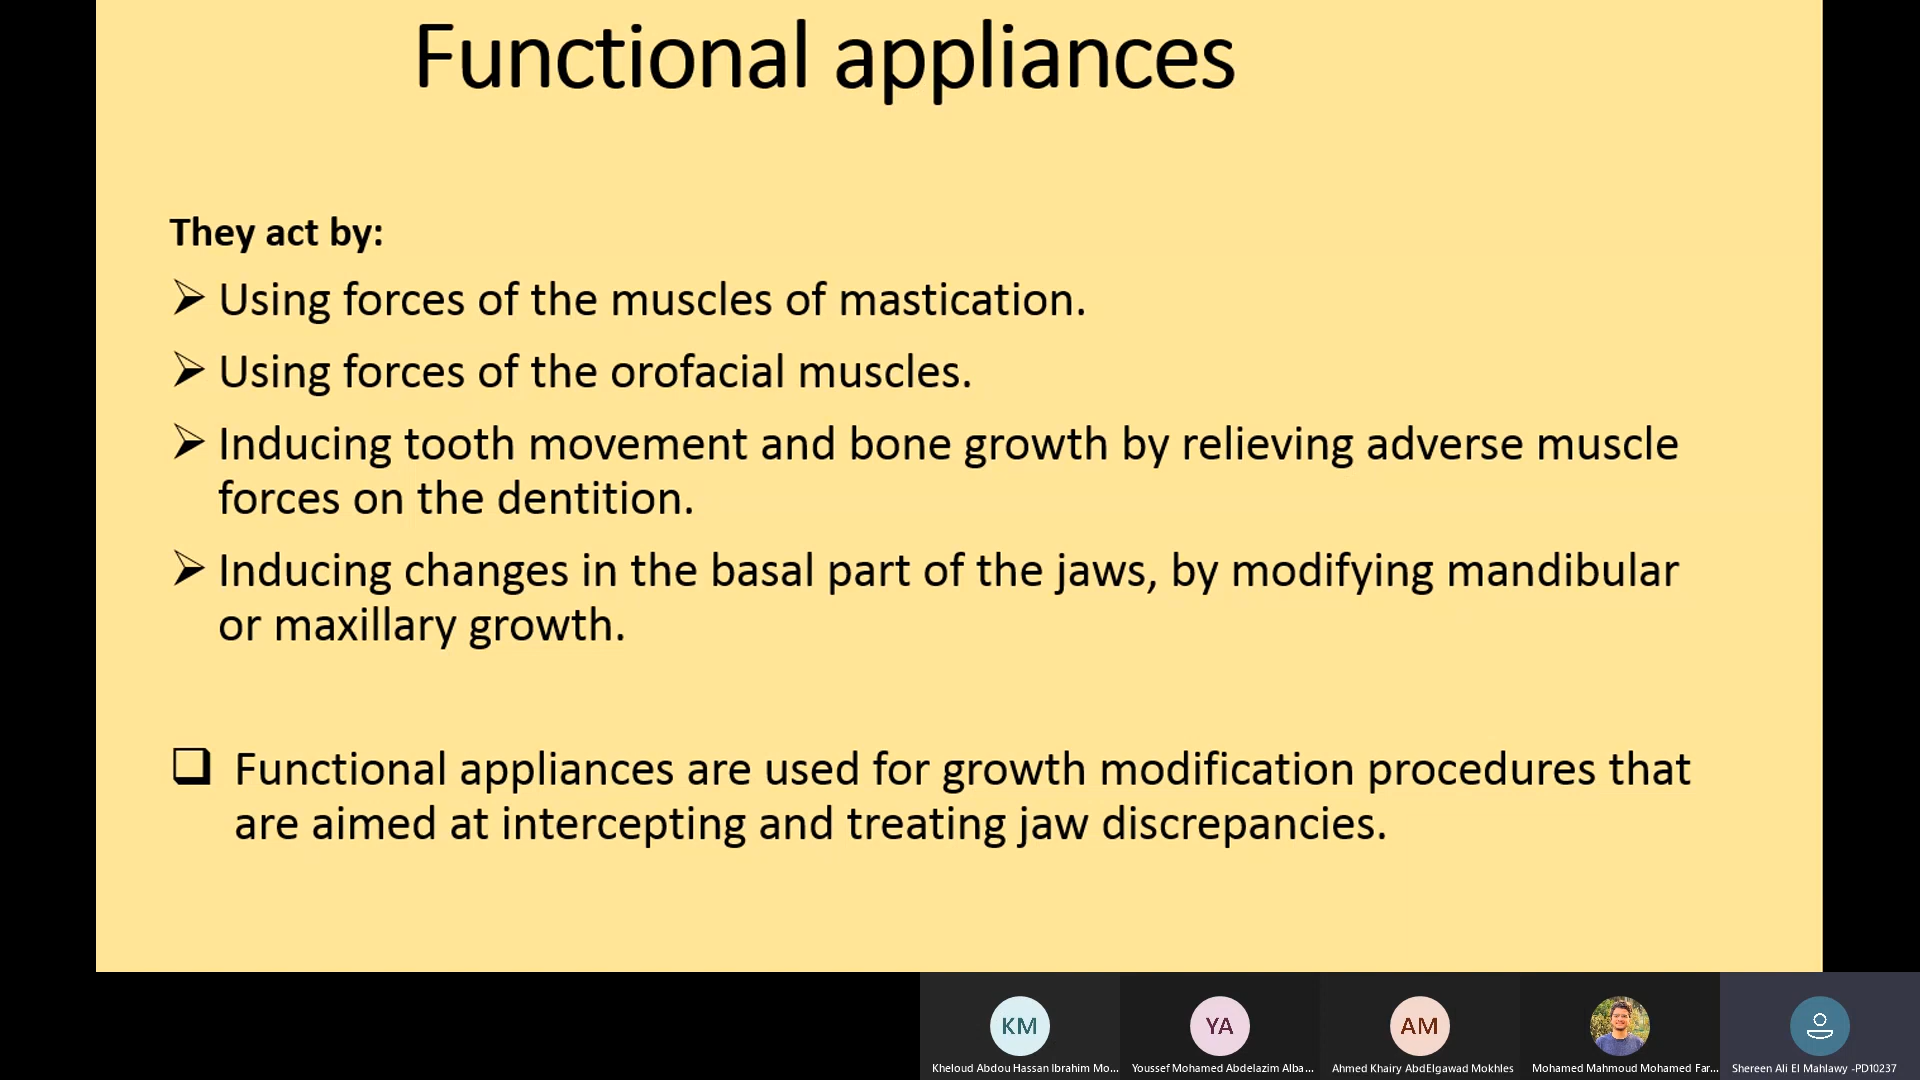 Functional appliances
They act by:
➢ Using forces of the muscles of mastication.
➢ Using forces of the orofacial muscles.
➢ Inducing tooth movement and bone growth by relieving adverse muscle
forces on the dentition.
➢ Inducing changes in the basal part of the jaws, by modifying mandibular
or maxillary growth.
❑ Functional appliances are used for growth modification procedures that
are aimed at intercepting and treating jaw discrepancies.
KM YA AM
Kheloud Abdou Hassan Ibrahim Mo... Youssef Mohamed Abdelazim Alba... Ahmed Khairy AbdElgawad Mokhles Mohamed Mahmoud Mohamed Far... Shereen Ali El Mahlawy -PD10237